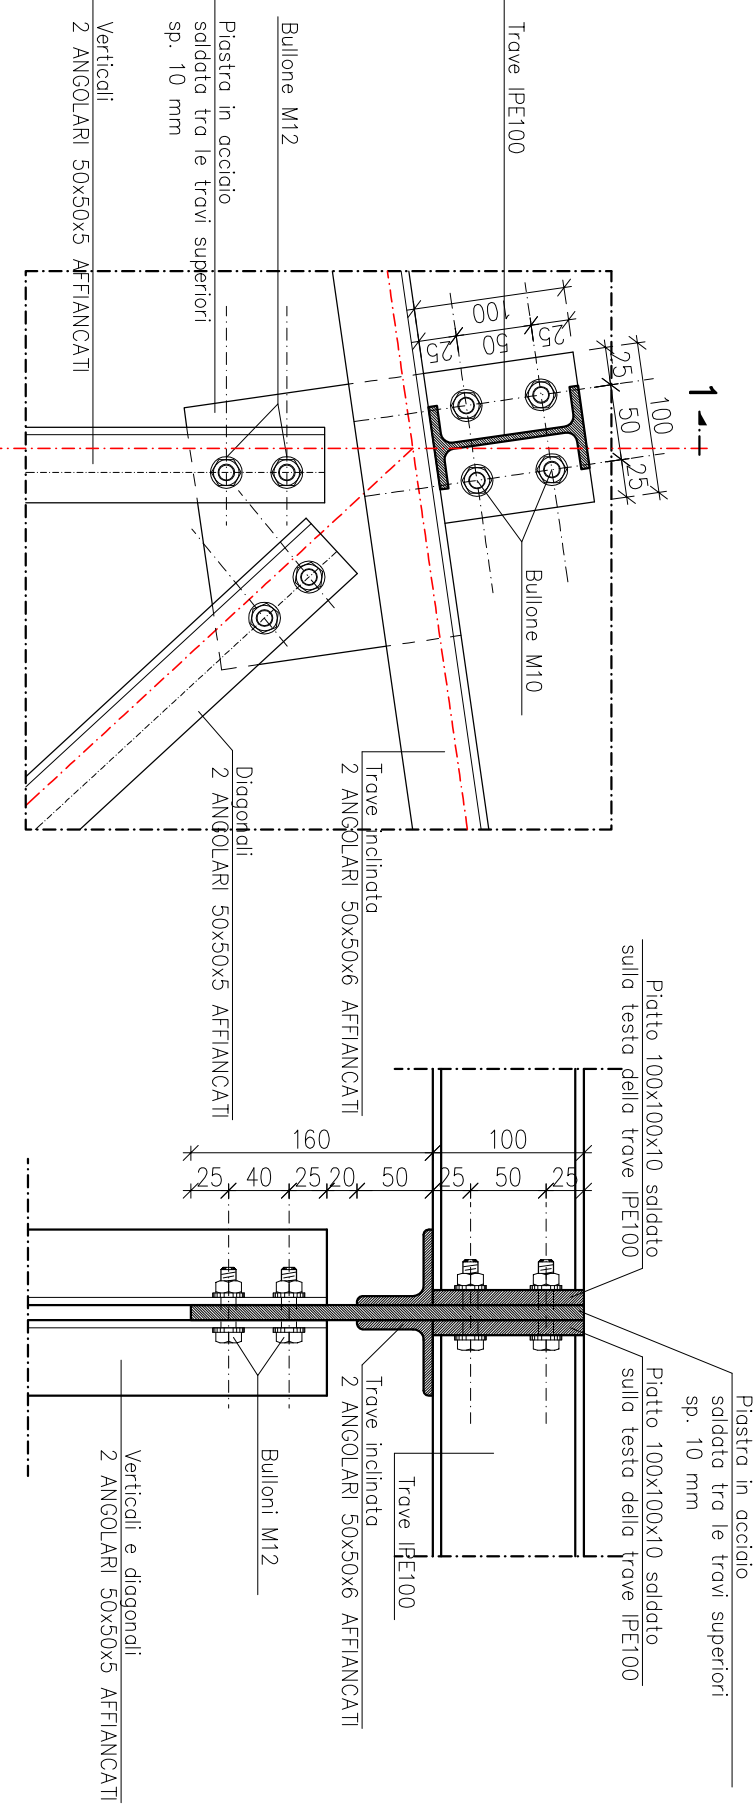 Trave IPE100
Bullone M12
Piastra in acciaio
saldata tra le travi superiori
sp. 10 mm
Verticali
2 ANGOLARI 50x50x5 AFFIANCATI
1
100
25
50
25
100
25
50
25
Bullone M10
Trave inclinata
2 ANGOLARI 50x50x6 AFFIANCATI
Diagonali
2 ANGOLARI 50x50x5 AFFIANCATI
Piatto 100x100x10 saldato
sulla testa della trave IPE100
160
100
25
40
25
20
50
25
50
25
Piastra in acciaio
saldata tra le travi superiori
sp. 10 mm
Piatto 100x100x10 saldato
sulla testa della trave IPE100
Trave IPE100
Trave inclinata
2 ANGOLARI 50x50x6 AFFIANCATI
Bulloni M12
Verticali e diagonali
2 ANGOLARI 50x50x5 AFFIANCATI